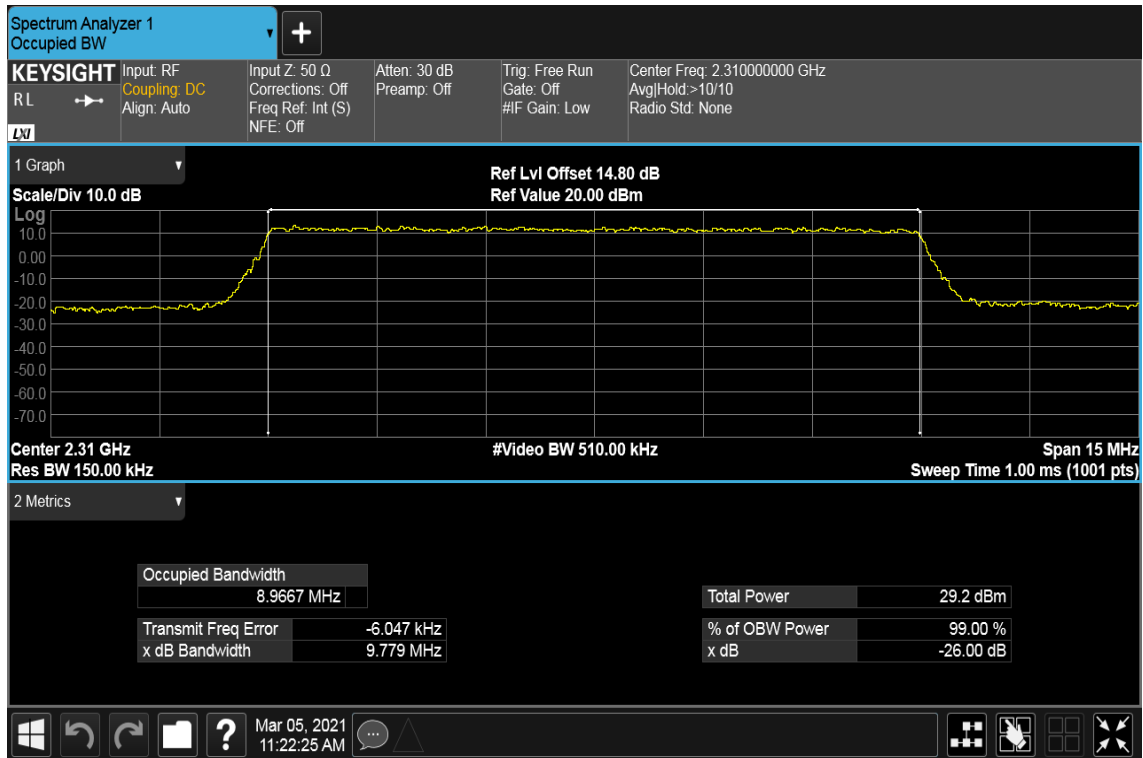 Spectrum Analyzer 1
Occupied BW
+
KEYSIGHT
R L
LXI
Input: RF
Coupling: DC
Align: Auto
Input Z: 50 Ω
Corrections: Off
Freq Ref: Int (S)
NFE: Off
Atten: 30 dB
Preamp: Off
Trig: Free Run
Gate: Off
#IF Gain: Low
Center Freq: 2.310000000 GHz
Avg|Hold:>10/10
Radio Std: None
1 Graph
Ref Lvl Offset 14.80 dB
Scale/Div 10.0 dB
Ref Value 20.00 dBm
Log
10.0
0.00
-10.0
-20.0
-30.0
-40.0
-50.0
-60.0
-70.0
Center 2.31 GHz
#Video BW 510.00 kHz
Span 15 MHz
Res BW 150.00 kHz
Sweep Time 1.00 ms (1001 pts)
2 Metrics
Occupied Bandwidth
8.9667 MHz
Total Power 29.2 dBm
Transmit Freq Error -6.047 kHz
% of OBW Power 99.00 %
x dB Bandwidth 9.779 MHz
x dB -26.00 dB
?
Mar 05, 2021
11:22:25 AM